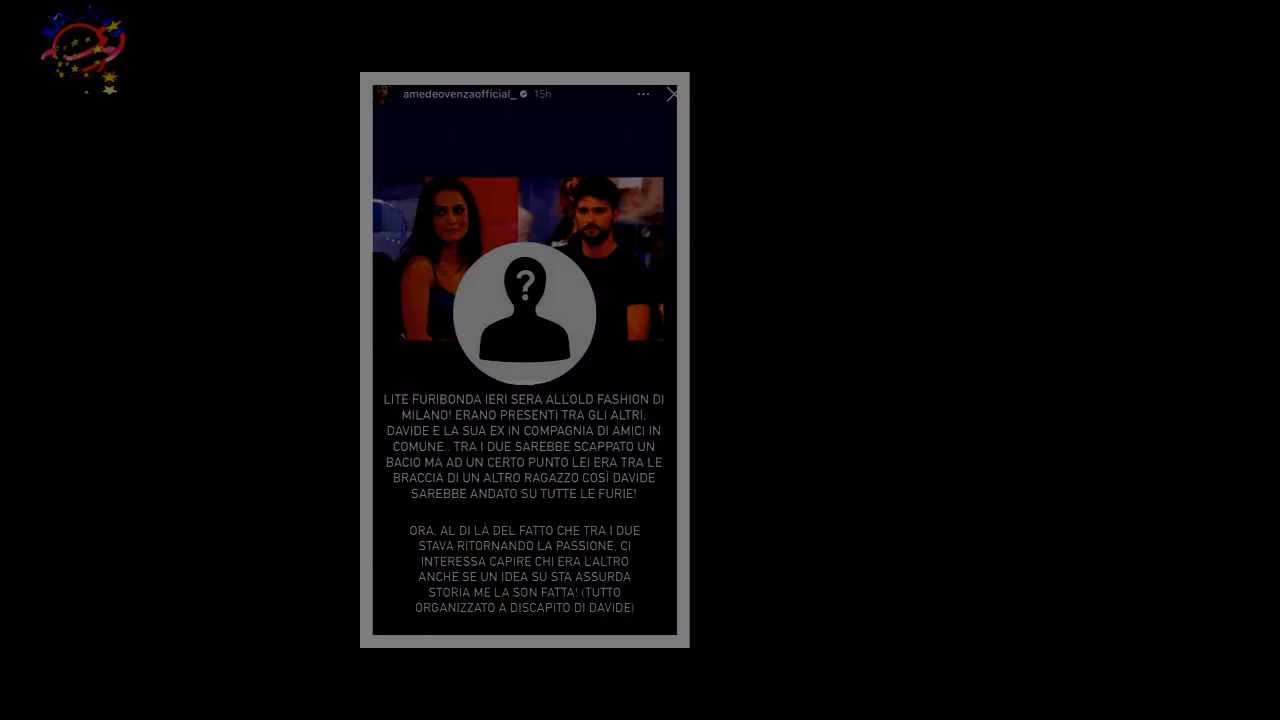 amedeovenzaofficial_ 15h
?
LITE FURIBONDA IERI SERA ALL'OLD FASHION DI
MILANO! ERANO PRESENTI TRA GLI ALTRI,
DAVIDE E LA SUA EX IN COMPAGNIA DI AMICI IN
COMUNE.. TRA I DUE SAREBBE SCAPPATO UN
BACIO MA AD UN CERTO PUNTO LEI ERA TRA LE
BRACCIA DI UN ALTRO RAGAZZO COSÌ DAVIDE
SAREBBE ANDATO SU TUTTE LE FURIE!
ORA, AL DI LÀ DEL FATTO CHE TRA I DUE
STAVA RITORNANDO LA PASSIONE, CI
INTERESSA CAPIRE CHI ERA L'ALTRO
ANCHE SE UN IDEA SU STA ASSURDA
STORIA ME LA SON FATTA! (TUTTO
ORGANIZZATO A DISCAPITO DI DAVIDE)